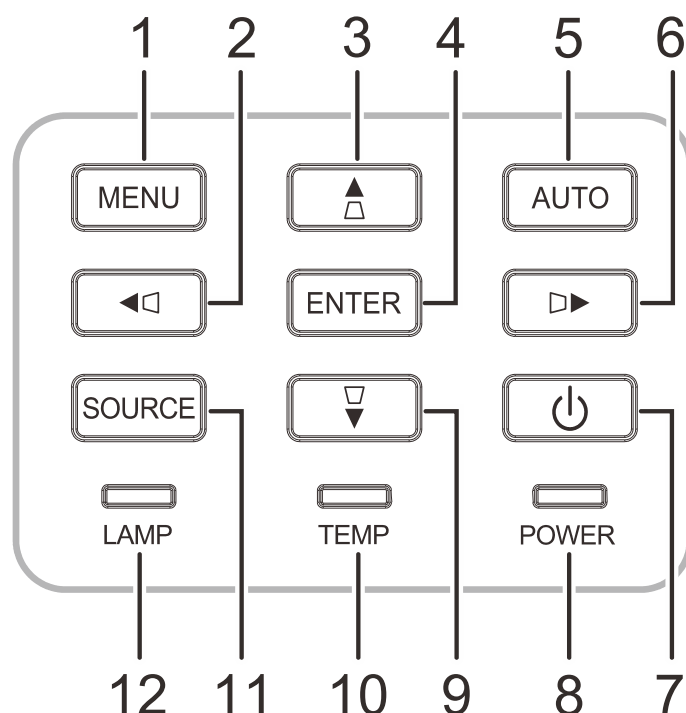 1 2 3 4 5 6
MENU AUTO
ENTER
SOURCE
LAMP TEMP POWER
12 11 10 9 8 7